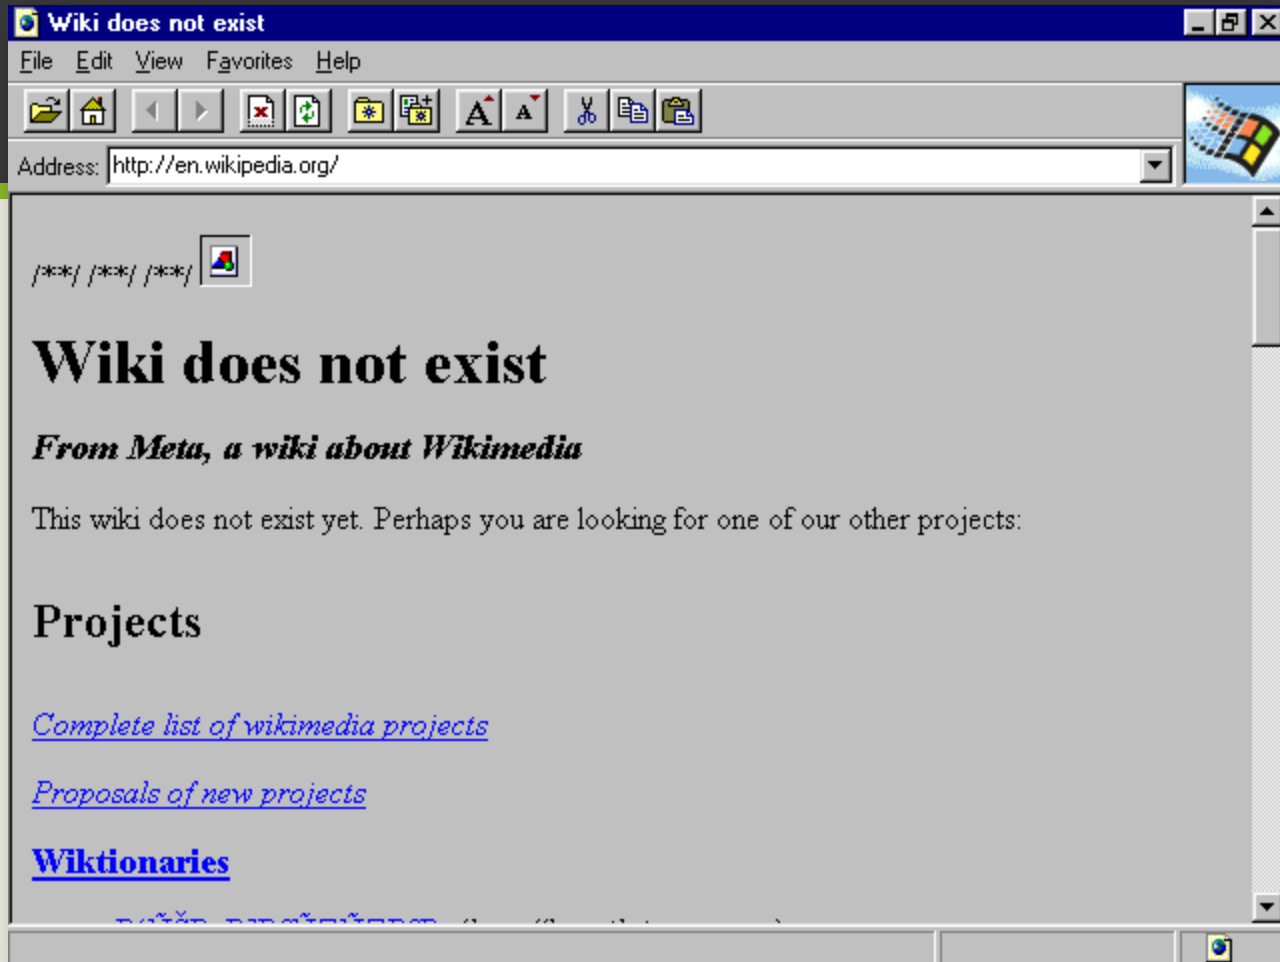 Wiki does not exist
File Edit View Favorites Help
A A
Address: http://en.wikipedia.org/
/**/ /**/ /**/
Wiki does not exist
From Meta, a wiki about Wikimedia
This wiki does not exist yet. Perhaps you are looking for one of our other projects:
Projects
Complete list of wikimedia projects
Proposals of new projects
Wiktionaries